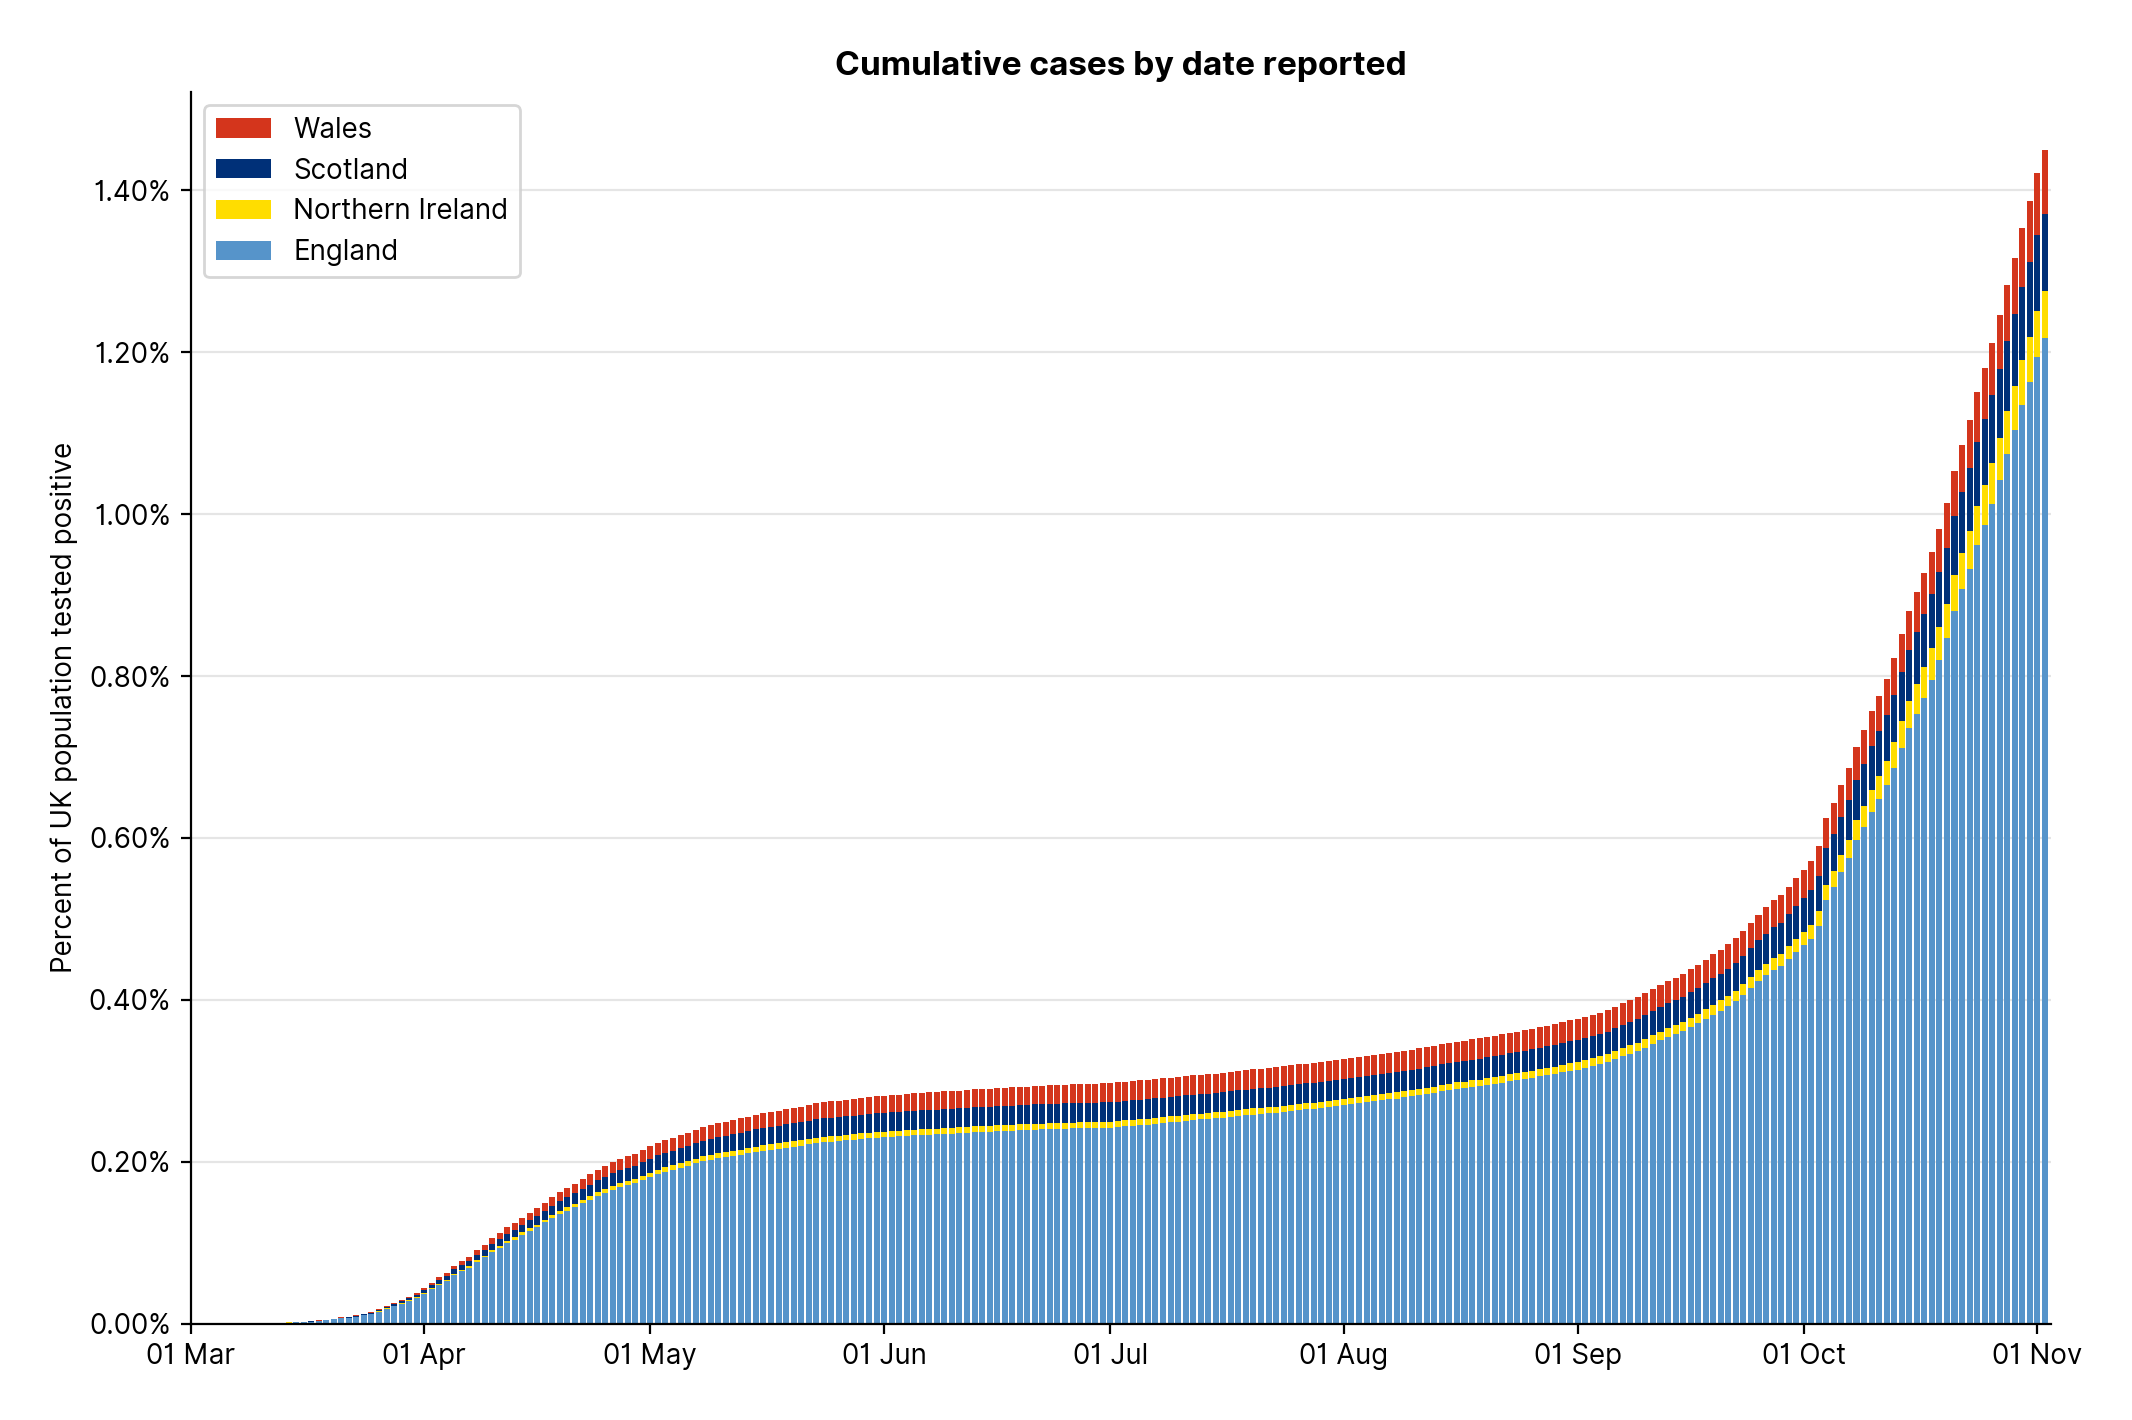 Cumulative cases by date reported
Wales
Scotland
Northern Ireland
England
Percent of UK population tested positive
1.40%
1.20%
1.00%
0.80%
0.60%
0.40%
0.20%
0.00%
01 Mar
01 Apr
01 May
01 Jun
01 Jul
01 Aug
01 Sep
01 Oct
01 Nov